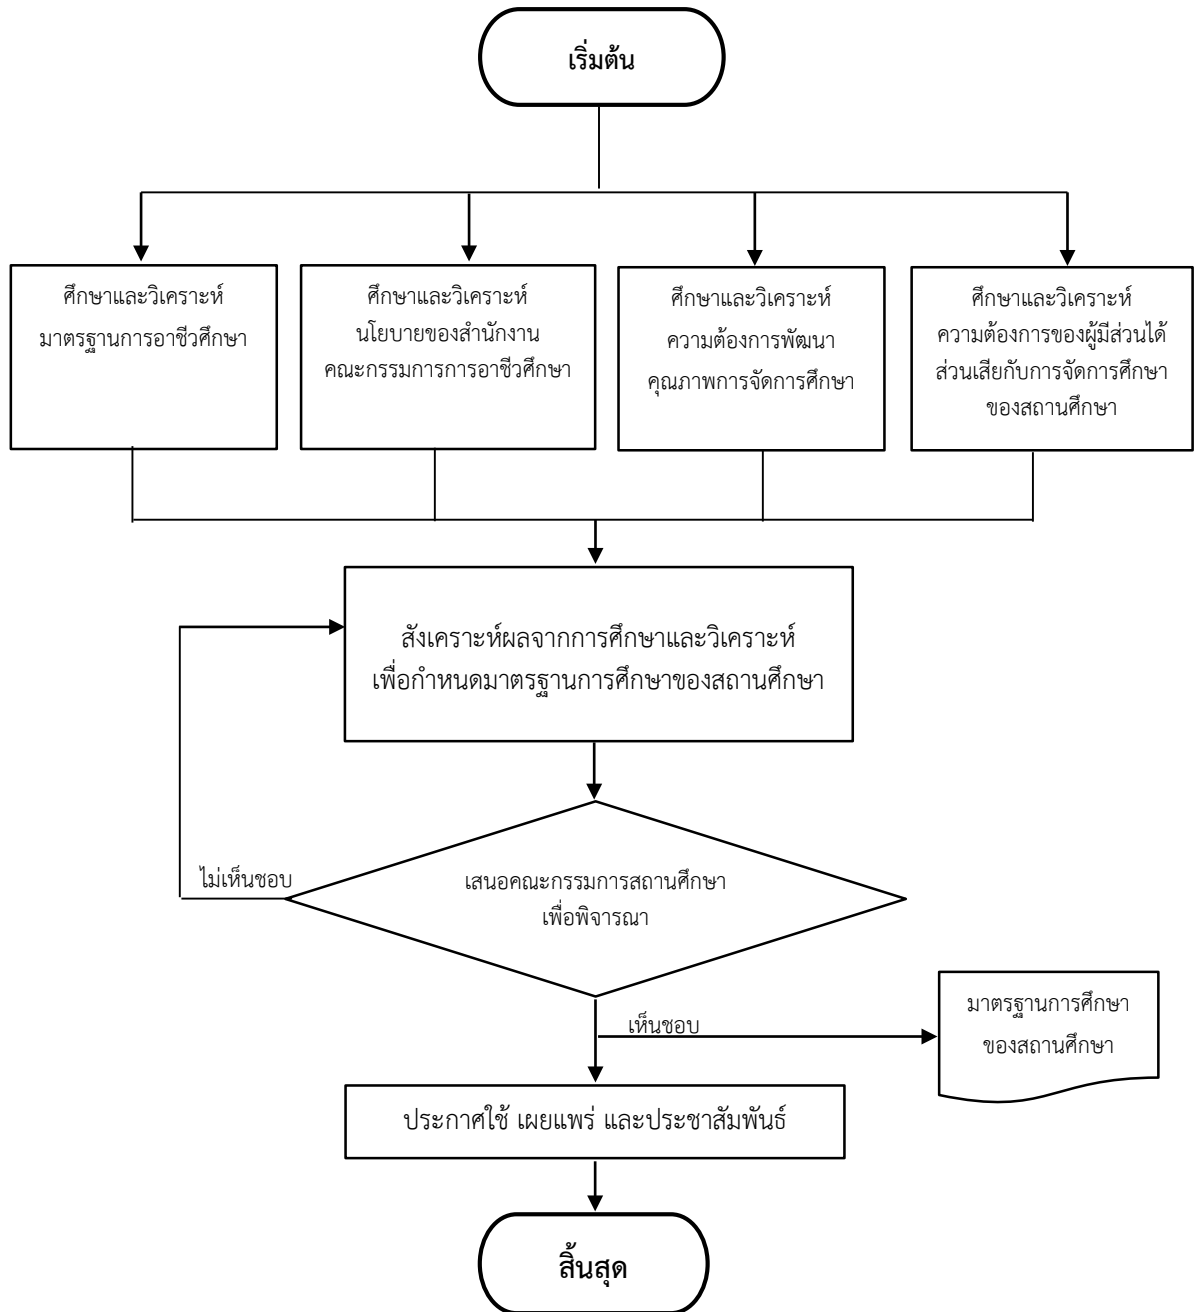 เริ่มต้น
ศึกษาและวิเคราะห์
มาตรฐานการอาชีวศึกษา
ศึกษาและวิเคราะห์
นโยบายของสำนักงาน
คณะกรรมการการอาชีวศึกษา
ศึกษาและวิเคราะห์
ความต้องการพัฒนา
คุณภาพการจัดการศึกษา
ศึกษาและวิเคราะห์
ความต้องการของผู้มีส่วนได้
ส่วนเสียกับการจัดการศึกษา
ของสถานศึกษา
สังเคราะห์ผลจากการศึกษาและวิเคราะห์
เพื่อกำหนดมาตรฐานการศึกษาของสถานศึกษา
ไม่เห็นชอบ
เสนอคณะกรรมการสถานศึกษา
เพื่อพิจารณา
เห็นชอบ
มาตรฐานการศึกษา
ของสถานศึกษา
ประกาศใช้ เผยแพร่ และประชาสัมพันธ์
สิ้นสุด